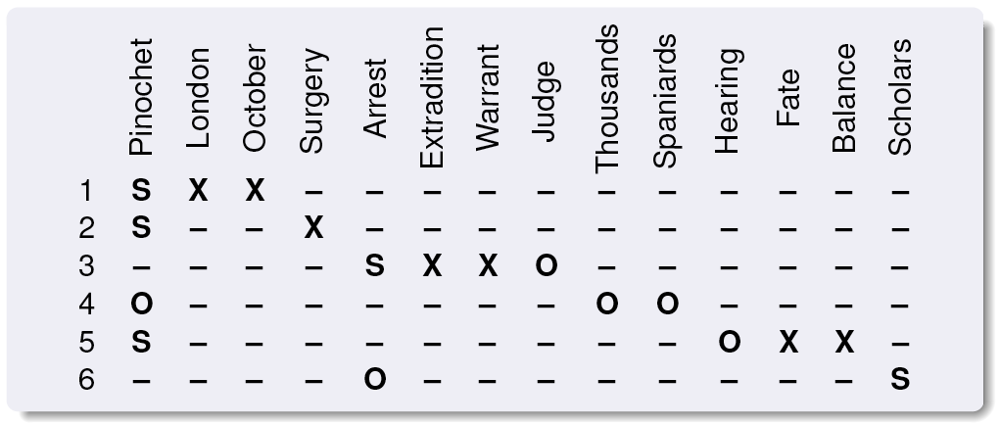 Pinochet London October Surgery Arrest Extradition Warrant Judge Thousands Spaniards Hearing Fate Balance Scholars
1 S X X – – – – – – – – – – –
2 S – – X – – – – – – – – – –
3 – – – – S X X O – – – – – –
4 O – – – – – – – O O – – – –
5 S – – – – – – – – – O X X –
6 – – – – O – – – – – – – – S